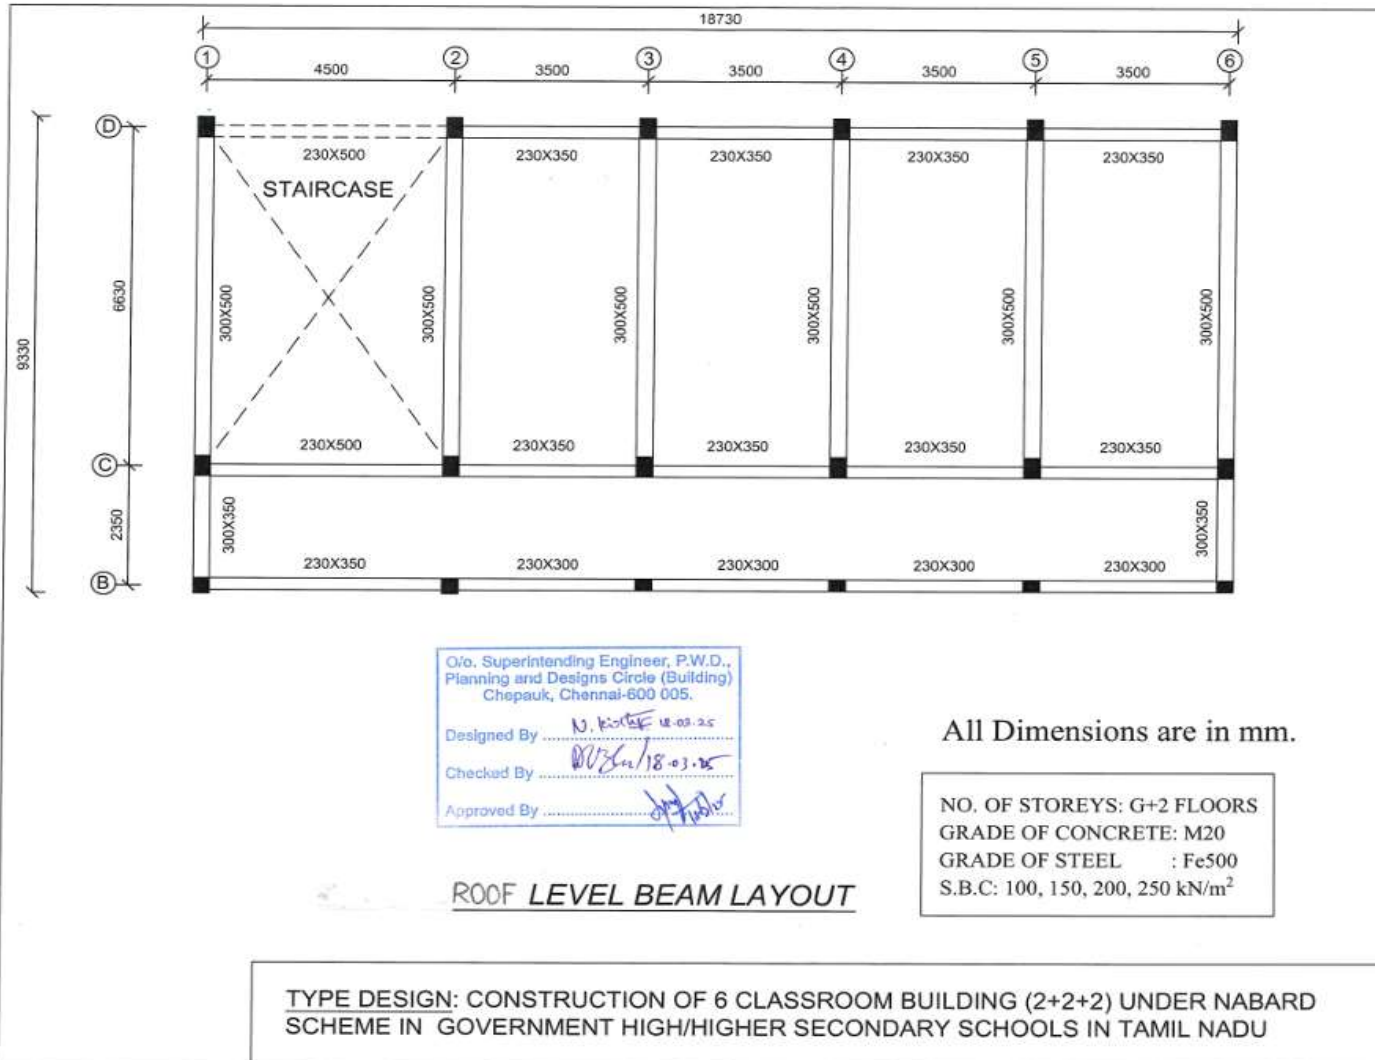 18730
1 2 3 4 5 6
4500 3500 3500 3500 3500
D
230X500 230X350 230X350 230X350 230X350
STAIRCASE
9330
6630
300X500 300X500 300X500 300X500 300X500 300X500
230X500 230X350 230X350 230X350 230X350
C
2350
300X350 300X350
230X350 230X300 230X300 230X300 230X300
B
O/o. Superintending Engineer, P.W.D.,
Planning and Designs Circle (Building)
Chepauk, Chennai-600 005.
Designed By 18.03.25
Checked By 18.03.25
Approved By
All Dimensions are in mm.
NO. OF STOREYS: G+2 FLOORS
GRADE OF CONCRETE: M20
GRADE OF STEEL : Fe500
S.B.C: 100, 150, 200, 250 kN/m²
ROOF LEVEL BEAM LAYOUT
TYPE DESIGN: CONSTRUCTION OF 6 CLASSROOM BUILDING (2+2+2) UNDER NABARD
SCHEME IN GOVERNMENT HIGH/HIGHER SECONDARY SCHOOLS IN TAMIL NADU